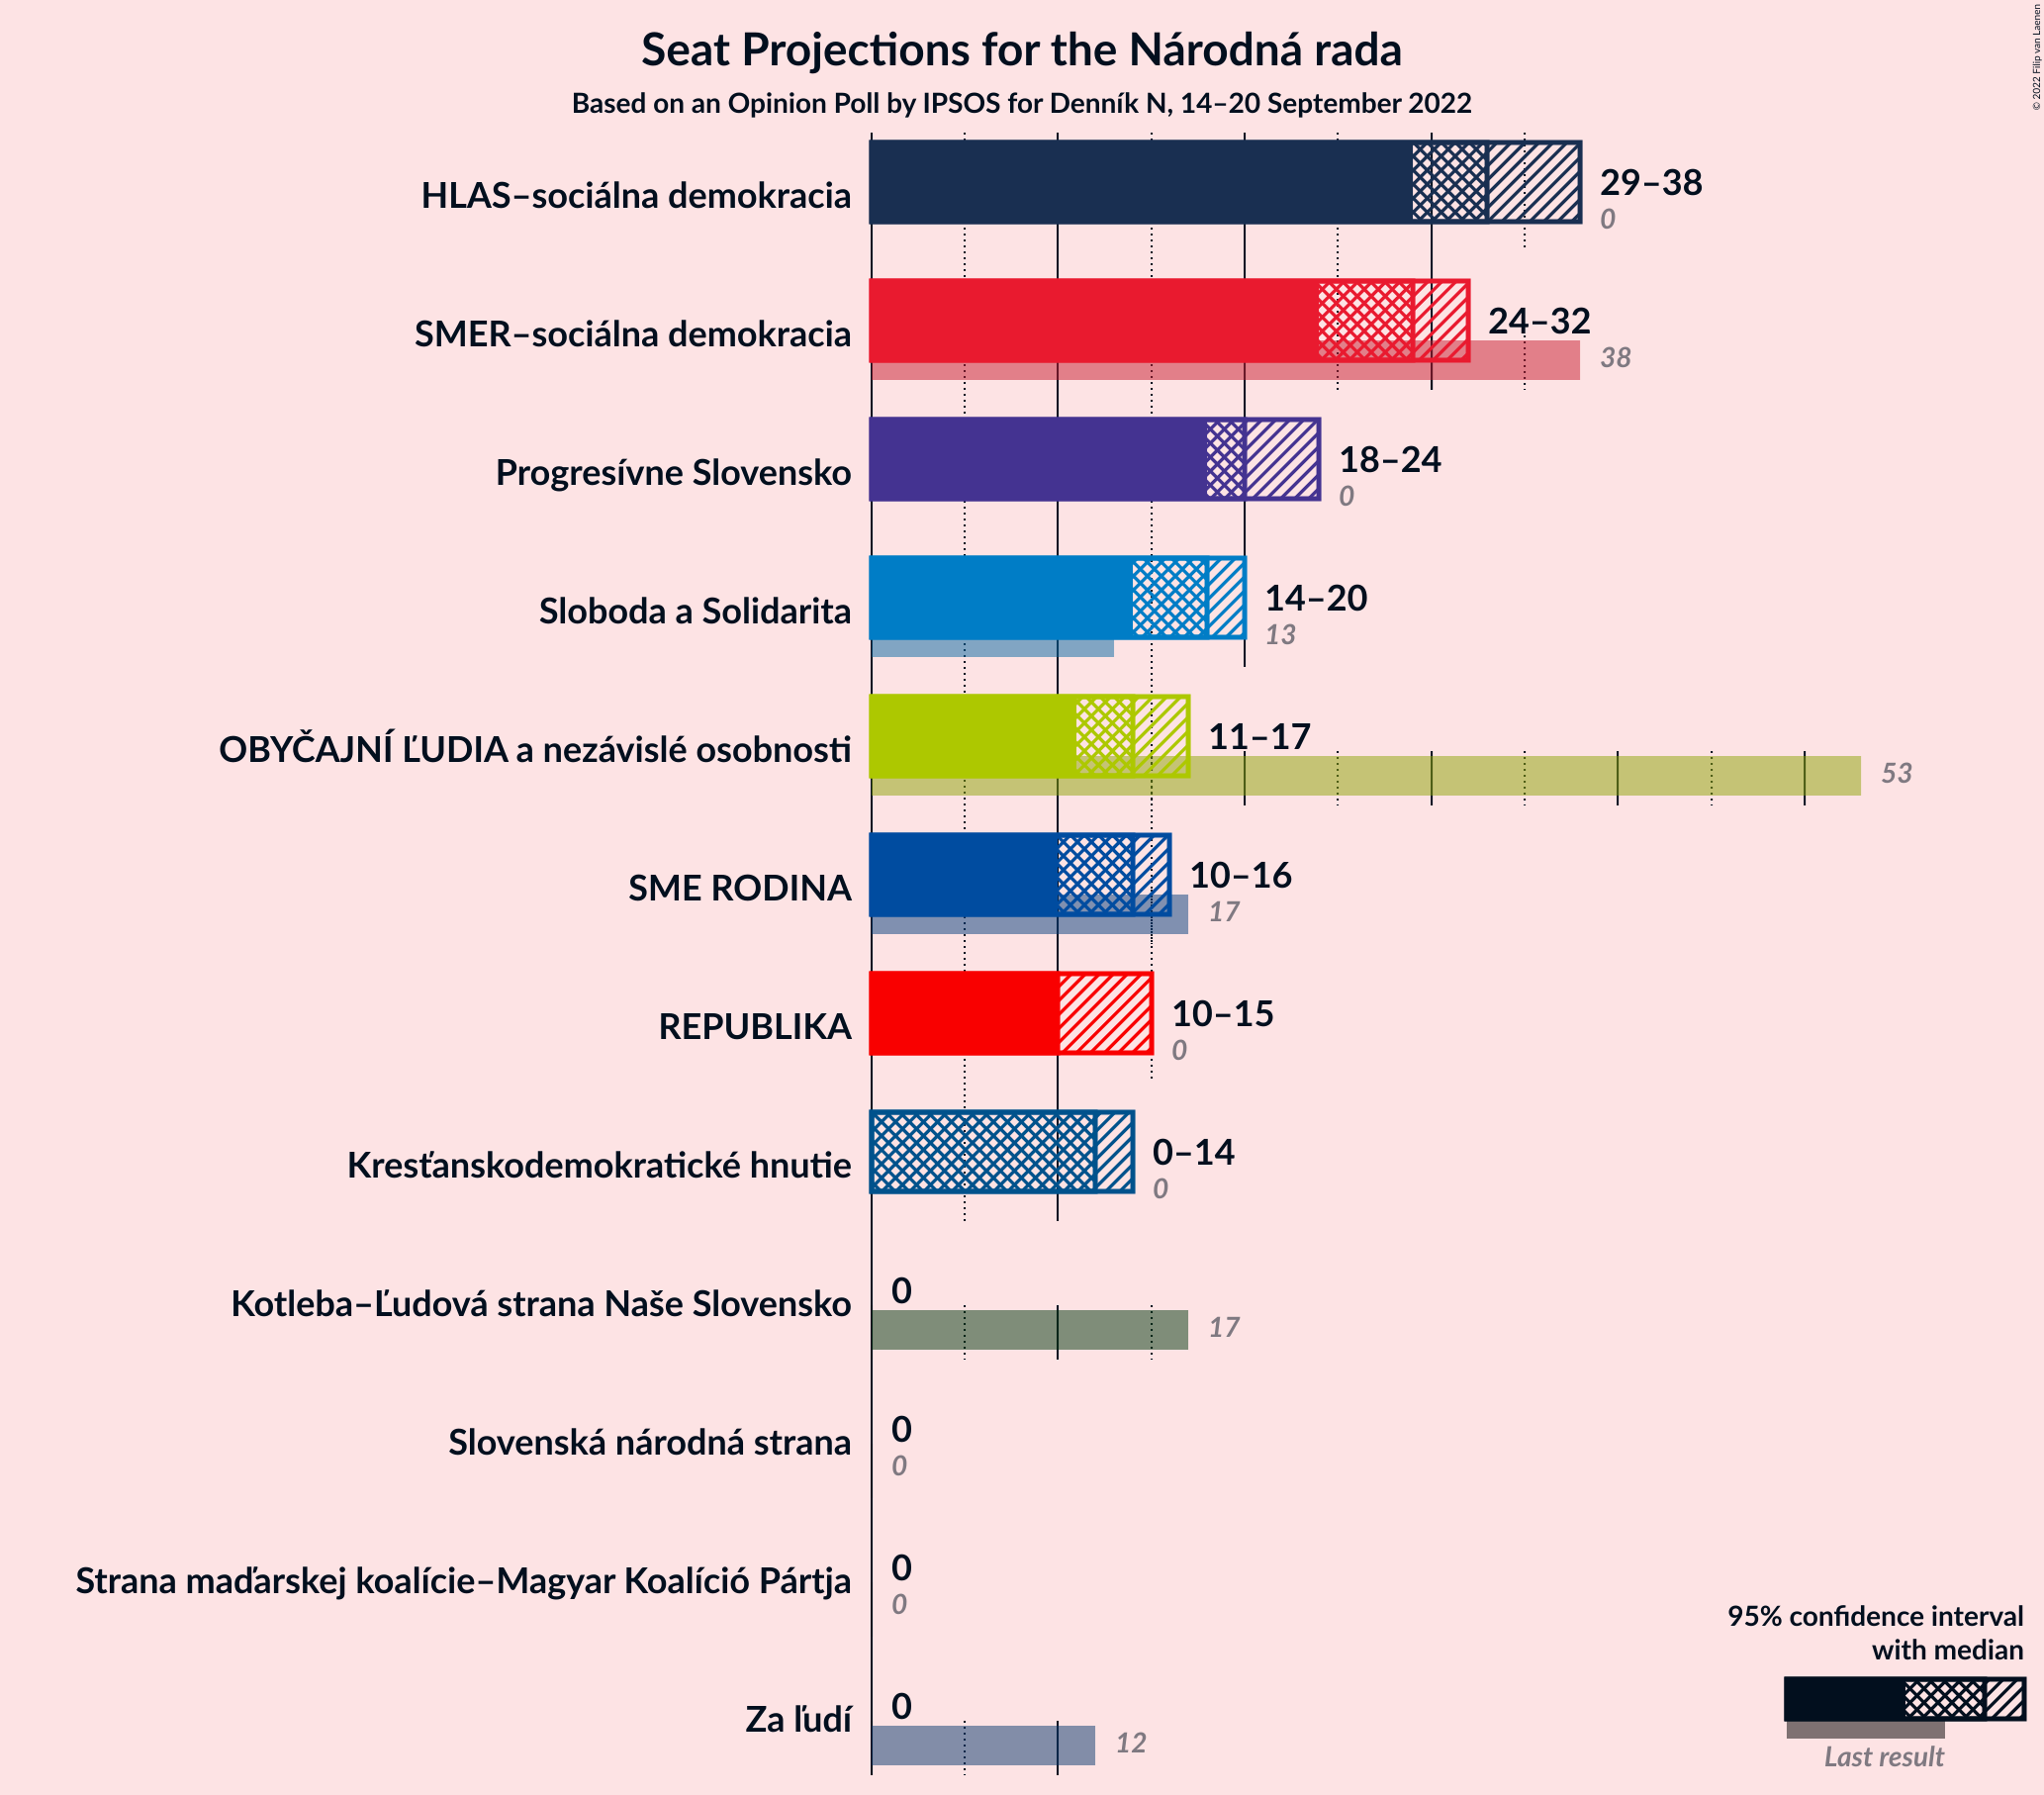 Seat Projections for the Národná rada
Based on an Opinion Poll by IPSOS for Denník N, 14–20 September 2022
© 2022 Filip van Laenen
HLAS–sociálna demokracia
29–38
0
SMER–sociálna demokracia
24–32
38
Progresívne Slovensko
18–24
0
Sloboda a Solidarita
14–20
13
OBYČAJNÍ ĽUDIA a nezávislé osobnosti
11–17
53
SME RODINA
10–16
17
REPUBLIKA
10–15
0
Kresťanskodemokratické hnutie
0–14
0
Kotleba–Ľudová strana Naše Slovensko
0
17
Slovenská národná strana
0
0
Strana maďarskej koalície–Magyar Koalíció Pártja
0
0
Za ľudí
0
12
95% confidence interval
with median
Last result